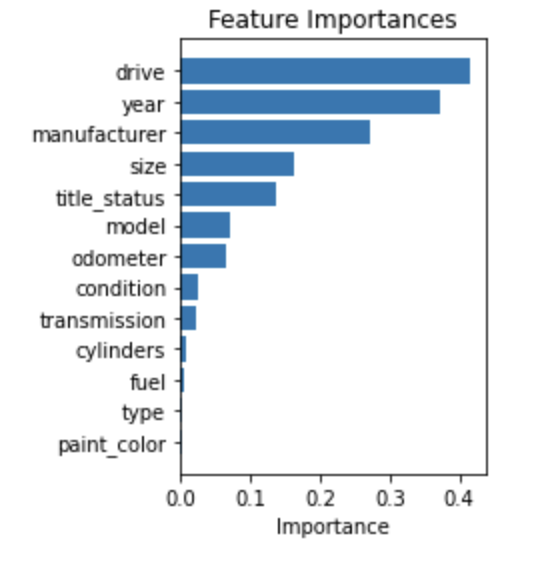 Feature Importances
drive
year
manufacturer
size
title_status
model
odometer
condition
transmission
cylinders
fuel
type
paint_color
0.0 0.1 0.2 0.3 0.4
Importance